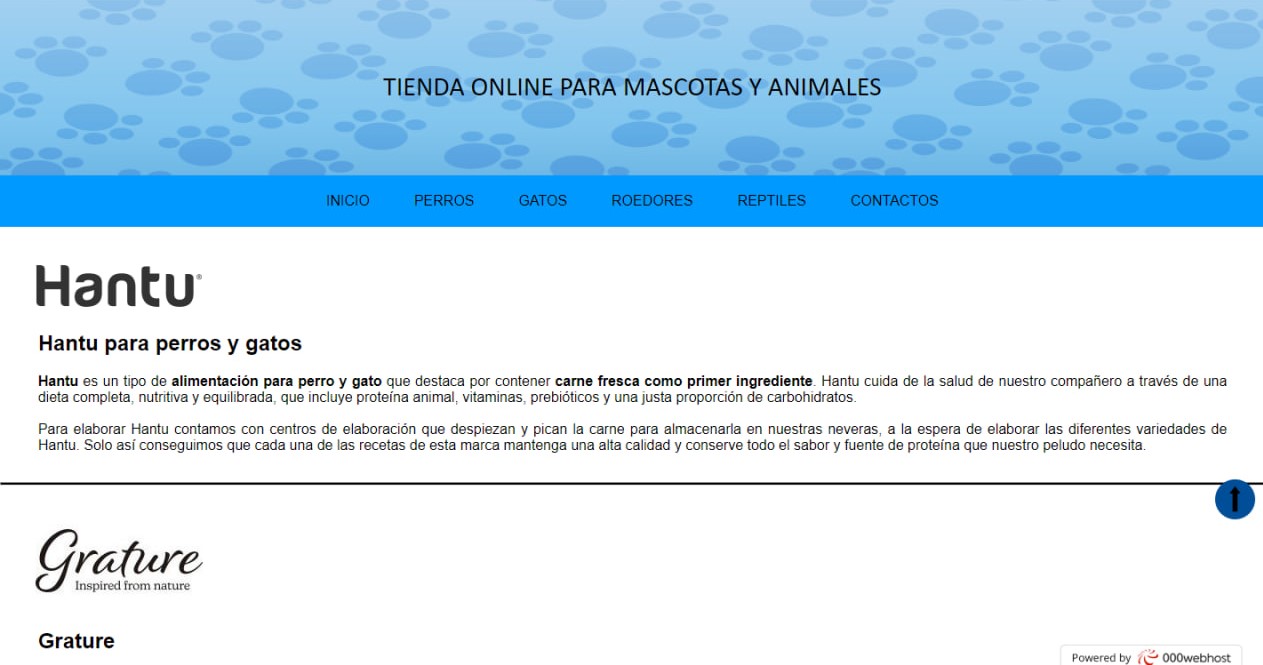 TIENDA ONLINE PARA MASCOTAS Y ANIMALES
INICIO PERROS GATOS ROEDORES REPTILES CONTACTOS
Hantu®
Hantu para perros y gatos
Hantu es un tipo de alimentación para perro y gato que destaca por contener carne fresca como primer ingrediente. Hantu cuida de la salud de nuestro compañero a través de una
dieta completa, nutritiva y equilibrada, que incluye proteína animal, vitaminas, prebióticos y una justa proporción de carbohidratos.
Para elaborar Hantu contamos con centros de elaboración que despiezan y pican la carne para almacenarla en nuestras neveras, a la espera de elaborar las diferentes variedades de
Hantu. Solo así conseguimos que cada una de las recetas de esta marca mantenga una alta calidad y conserve todo el sabor y fuente de proteína que nuestro peludo necesita.
Grature
Inspired from nature
Grature
Powered by 000webhost